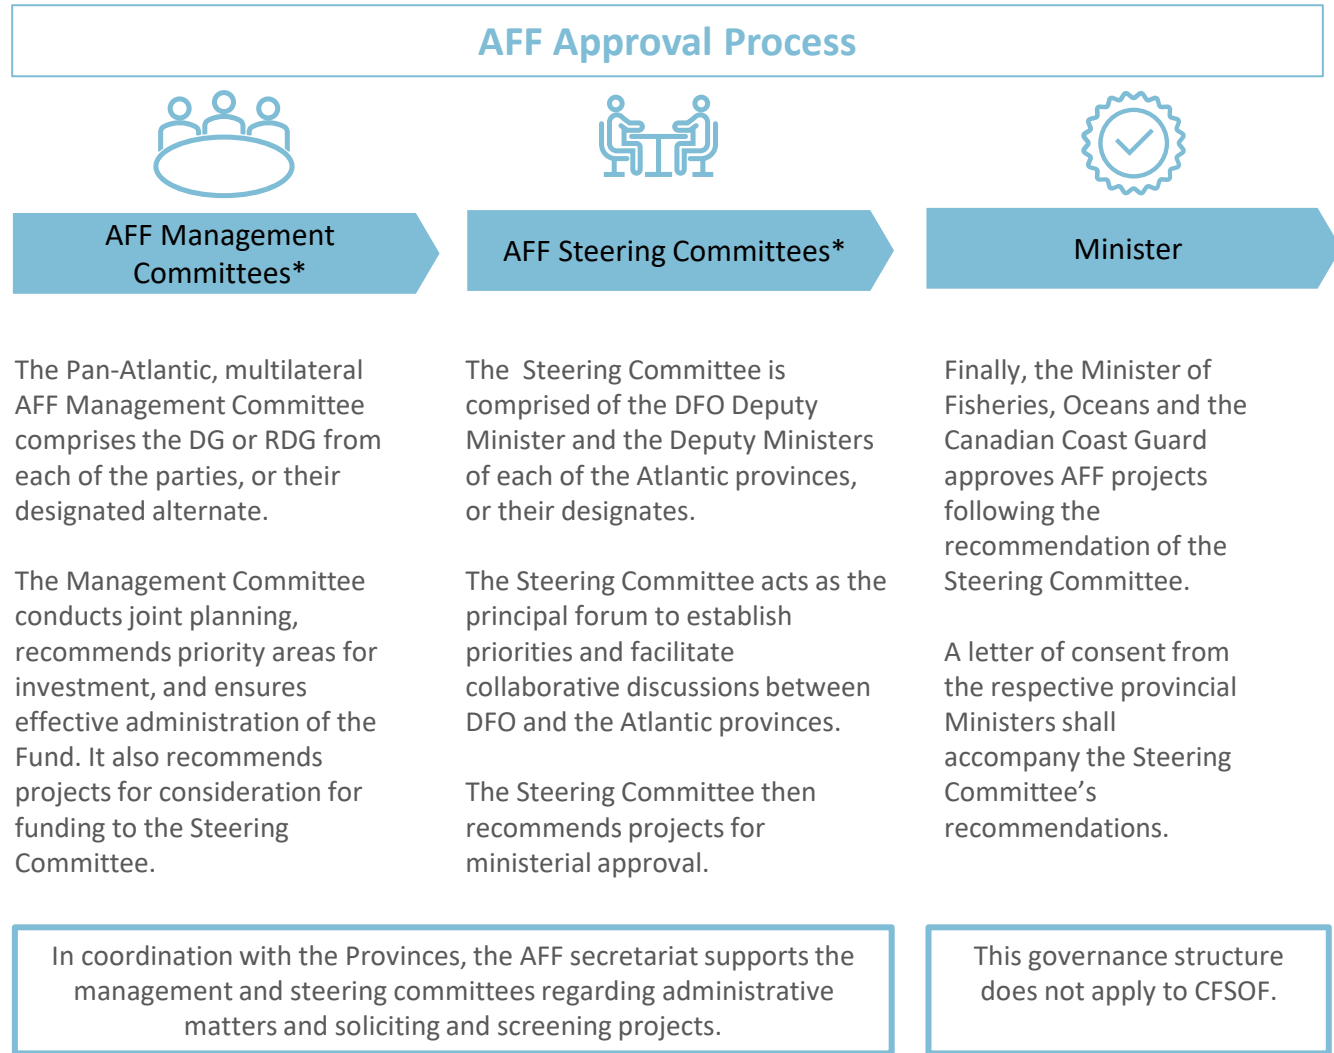 AFF Approval Process
AFF Management
Committees*
The Pan-Atlantic, multilateral
AFF Management Committee
comprises the DG or RDG from
each of the parties, or their
designated alternate.
The Management Committee
conducts joint planning,
recommends priority areas for
investment, and ensures
effective administration of the
Fund. It also recommends
projects for consideration for
funding to the Steering
Committee.
AFF Steering Committees*
The Steering Committee is
comprised of the DFO Deputy
Minister and the Deputy Ministers
of each of the Atlantic provinces,
or their designates.
The Steering Committee acts as the
principal forum to establish
priorities and facilitate
collaborative discussions between
DFO and the Atlantic provinces.
The Steering Committee then
recommends projects for
ministerial approval.
Minister
Finally, the Minister of
Fisheries, Oceans and the
Canadian Coast Guard
approves AFF projects
following the
recommendation of the
Steering Committee.
A letter of consent from
the respective provincial
Ministers shall
accompany the Steering
Committee’s
recommendations.
In coordination with the Provinces, the AFF secretariat supports the
management and steering committees regarding administrative
matters and soliciting and screening projects.
This governance structure
does not apply to CFSOF.